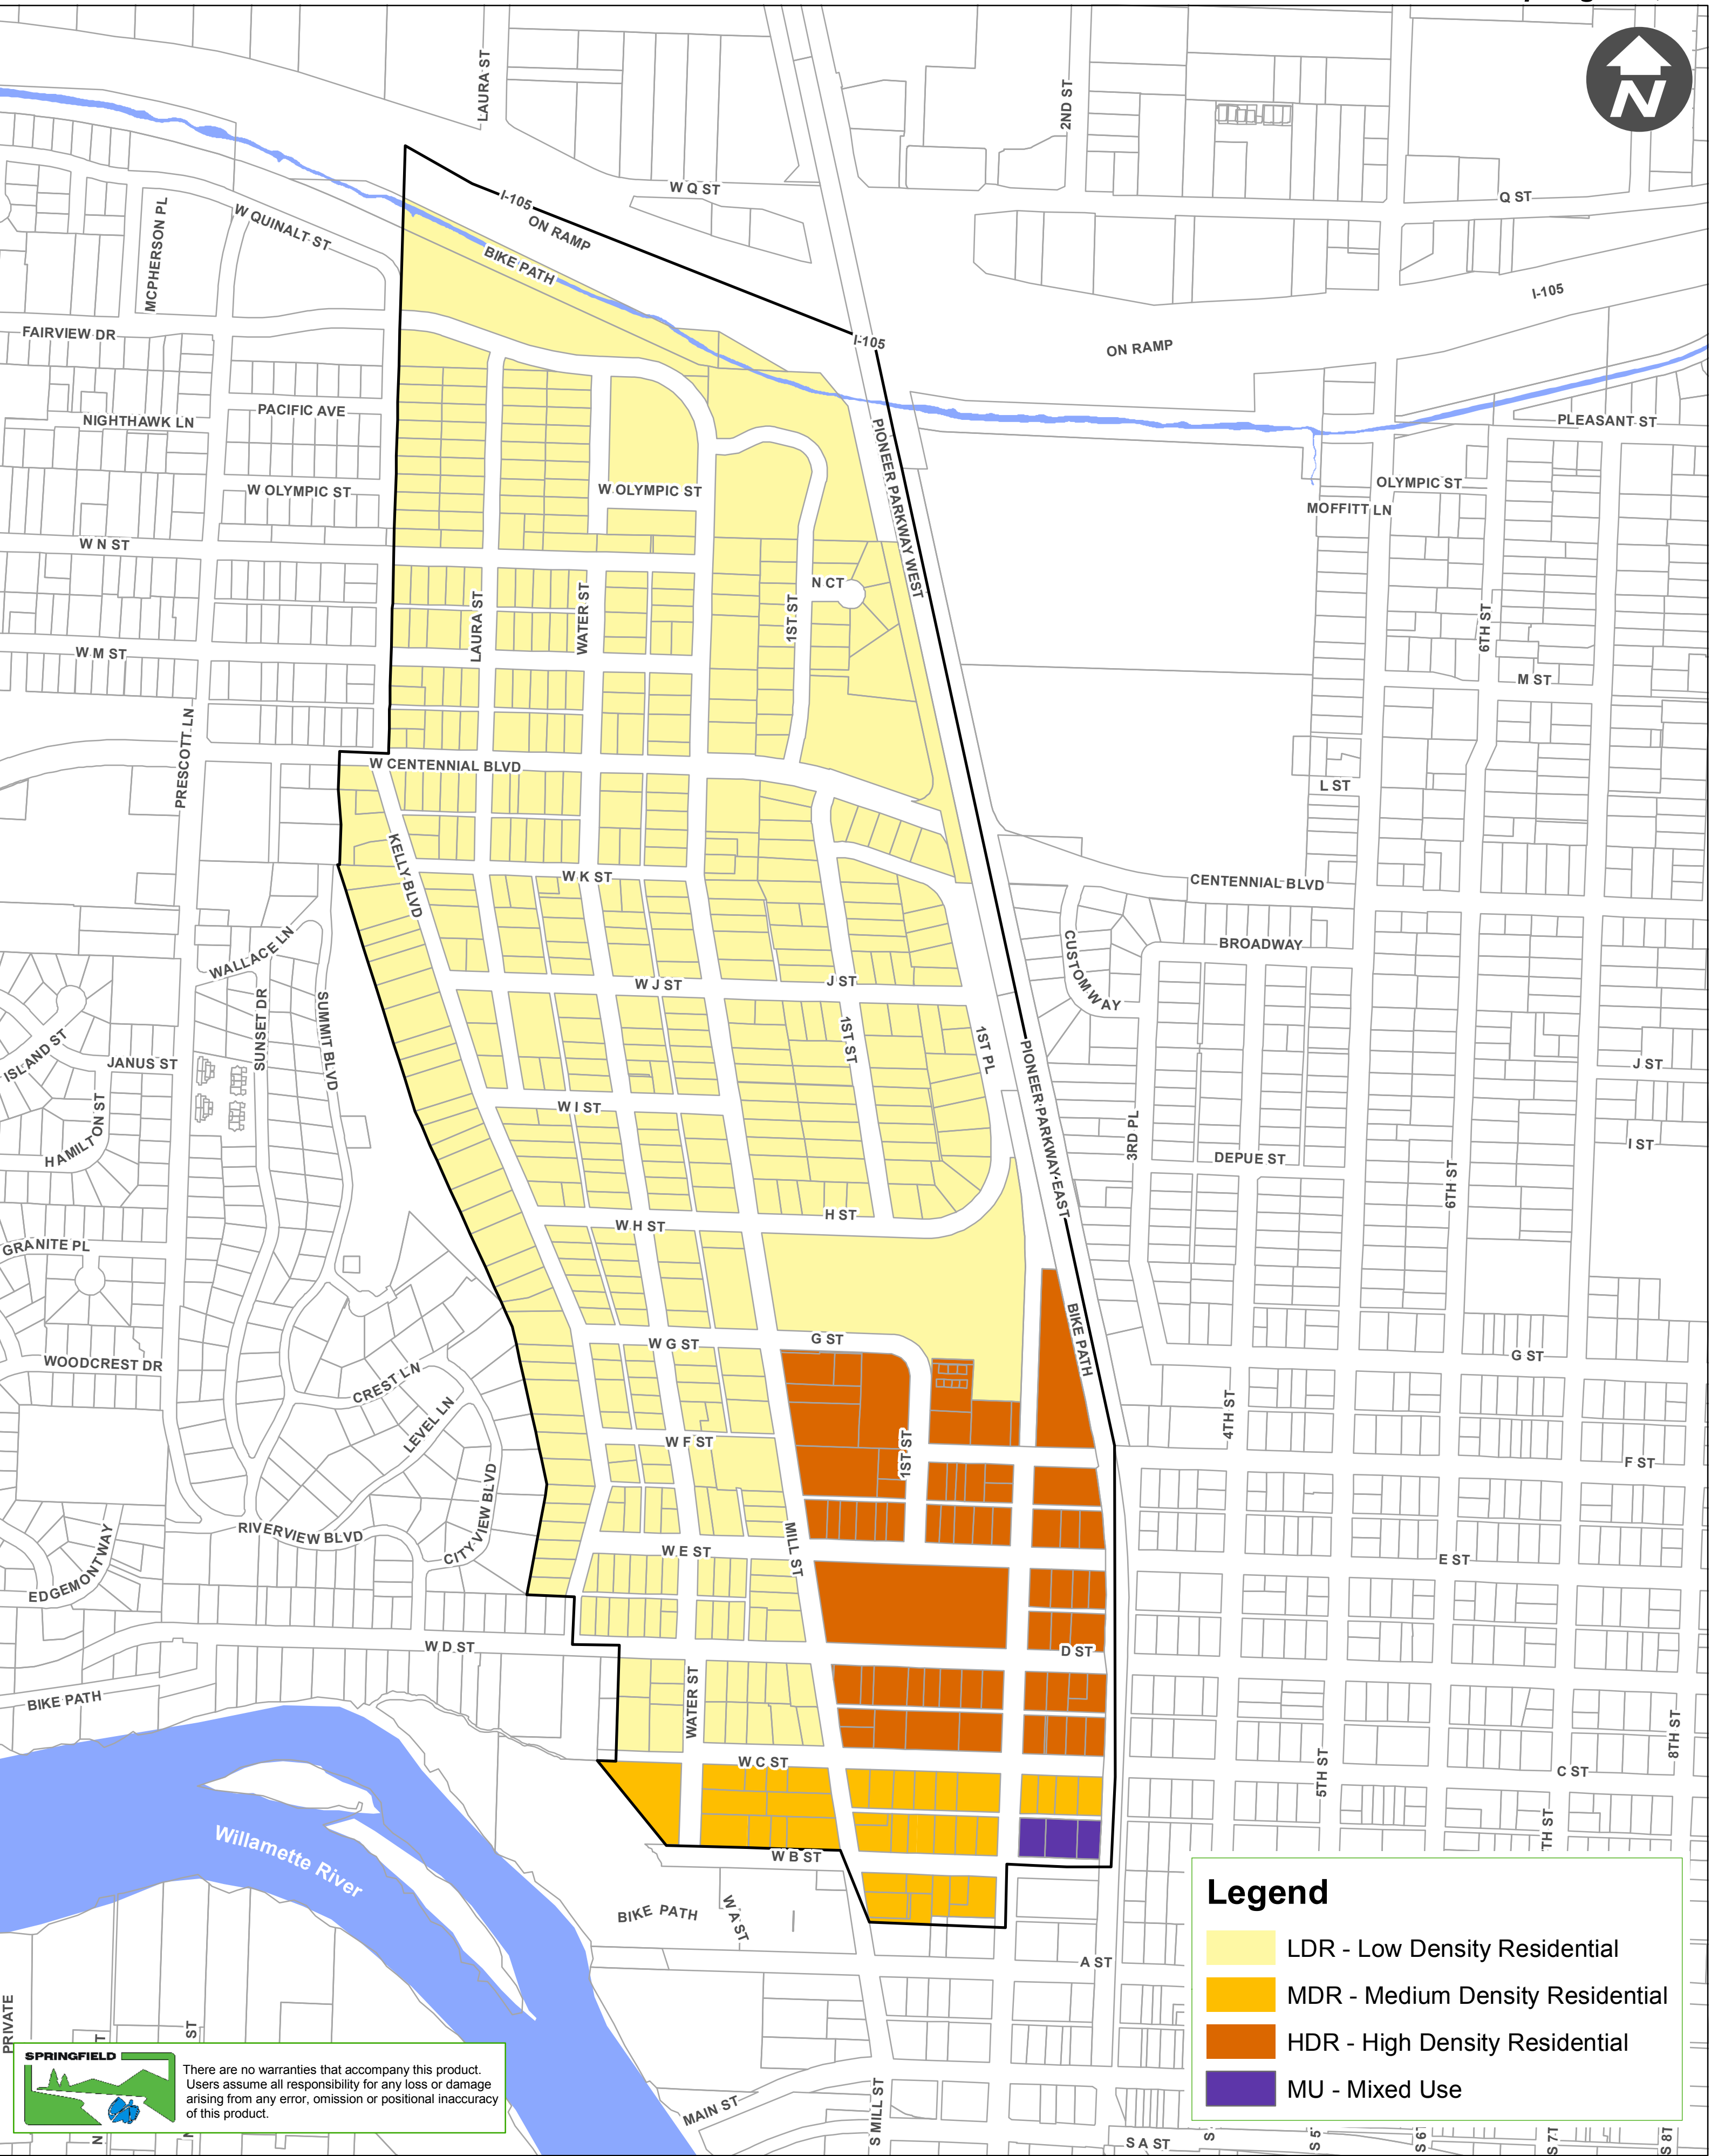 LAURA ST
2ND ST
N
W Q ST
Q ST
I-105
ON RAMP
MCPHERSON PL
W QUINALT ST
BIKE PATH
I-105
FAIRVIEW DR
I-105
ON RAMP
PACIFIC AVE
NIGHTHAWK LN
PLEASANT ST
PIONEER PARKWAY WEST
W OLYMPIC ST
W OLYMPIC ST
OLYMPIC ST
MOFFITT LN
W N ST
N CT
LAURA ST
WATER ST
1ST ST
6TH ST
W M ST
M ST
PRESCOTT LN
W CENTENNIAL BLVD
L ST
KELLY BLVD
W K ST
CENTENNIAL BLVD
BROADWAY
WALLACE LN
CUSTOM WAY
W J ST
J ST
SUNSET DR
SUMMIT BLVD
1ST ST
1ST PL
ISLAND ST
JANUS ST
J ST
PIONEER PARKWAY EAST
HAMILTON ST
W I ST
3RD PL
I ST
DEPUE ST
6TH ST
W H ST
H ST
GRANITE PL
BIKE PATH
W G ST
G ST
G ST
WOODCREST DR
CREST LN
LEVEL LN
4TH ST
W F ST
1ST ST
F ST
CITY VIEW BLVD
RIVERVIEW BLVD
MILL ST
W E ST
E ST
EDGEMONT WAY
W D ST
D ST
BIKE PATH
WATER ST
8TH ST
W C ST
C ST
5TH ST
TH ST
Willamette River
W B ST
BIKE PATH
W A ST
A ST
Legend
LDR - Low Density Residential
MDR - Medium Density Residential
HDR - High Density Residential
MU - Mixed Use
PRIVATE
ST
SPRINGFIELD
There are no warranties that accompany this product.
Users assume all responsibility for any loss or damage
arising from any error, omission or positional inaccuracy
of this product.
MAIN ST
S MILL ST
S A ST